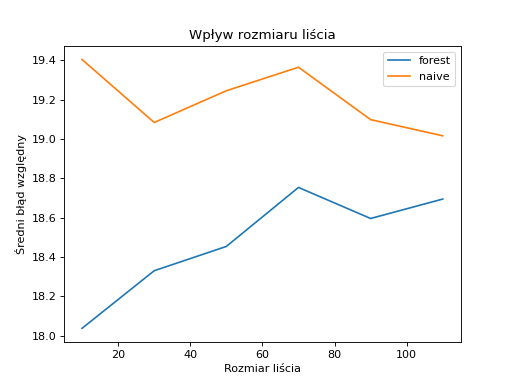 Wpływ rozmiaru liścia
forest
naive
19.4
19.2
19.0
18.8
18.6
18.4
18.2
18.0
Średni błąd względny
20 40 60 80 100
Rozmiar liścia